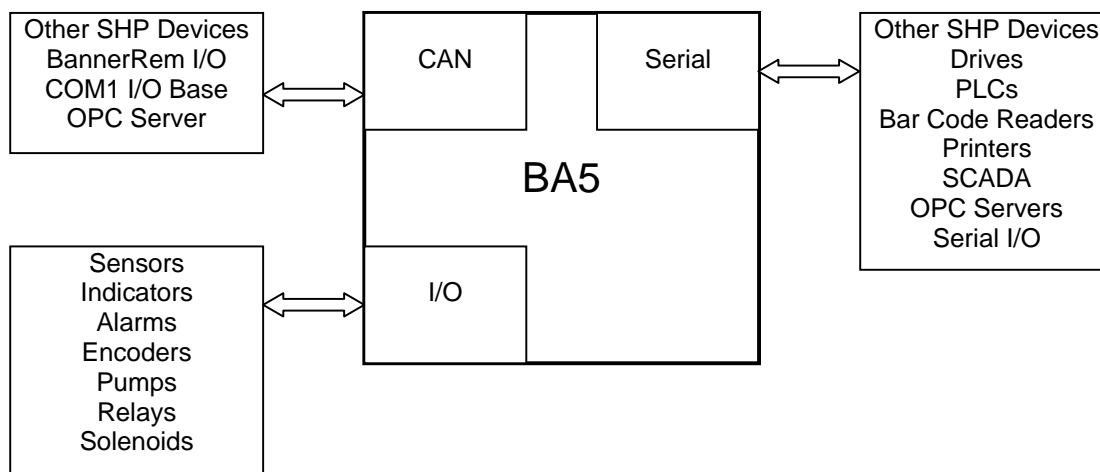 Other SHP Devices
BannerRem I/O
COM1 I/O Base
OPC Server
CAN
Serial
BA5
I/O
Other SHP Devices
Drives
PLCs
Bar Code Readers
Printers
SCADA
OPC Servers
Serial I/O
Sensors
Indicators
Alarms
Encoders
Pumps
Relays
Solenoids